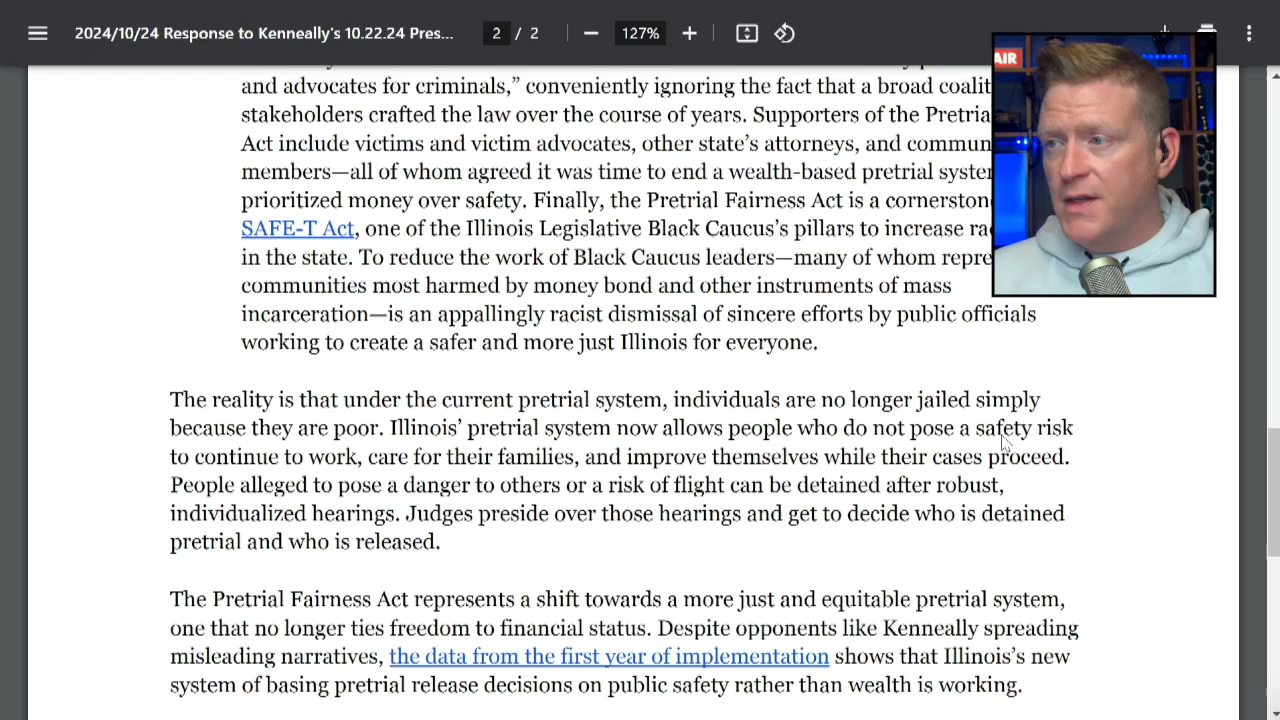 2024/10/24 Response to Kenneally's 10.22.24 Pres...
2 / 2
127%
AIR
and advocates for criminals,” conveniently ignoring the fact that a broad coalit
stakeholders crafted the law over the course of years. Supporters of the Pretria
Act include victims and victim advocates, other state’s attorneys, and commun
members—all of whom agreed it was time to end a wealth-based pretrial system
prioritized money over safety. Finally, the Pretrial Fairness Act is a cornerston
SAFE-T Act, one of the Illinois Legislative Black Caucus’s pillars to increase ra
in the state. To reduce the work of Black Caucus leaders—many of whom repre
communities most harmed by money bond and other instruments of mass
incarceration—is an appallingly racist dismissal of sincere efforts by public officials
working to create a safer and more just Illinois for everyone.
The reality is that under the current pretrial system, individuals are no longer jailed simply
because they are poor. Illinois’ pretrial system now allows people who do not pose a safety risk
to continue to work, care for their families, and improve themselves while their cases proceed.
People alleged to pose a danger to others or a risk of flight can be detained after robust,
individualized hearings. Judges preside over those hearings and get to decide who is detained
pretrial and who is released.
The Pretrial Fairness Act represents a shift towards a more just and equitable pretrial system,
one that no longer ties freedom to financial status. Despite opponents like Kenneally spreading
misleading narratives, the data from the first year of implementation shows that Illinois’s new
system of basing pretrial release decisions on public safety rather than wealth is working.